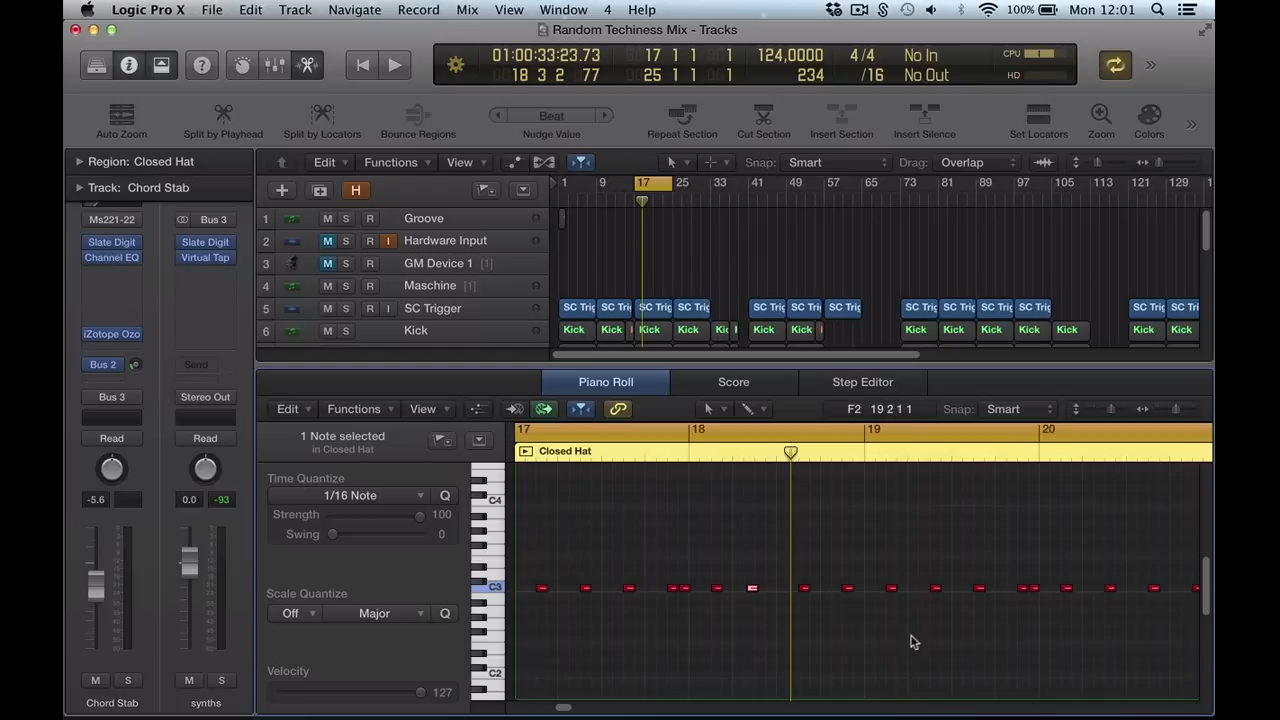 Logic Pro X File Edit Track Navigate Record Mix View Window 4 Help 100% Mon 12:01
Random Techiness Mix - Tracks
01:00:33:23.73 17 1 1 1 124,0000 4/4 No In CPU
18 3 2 77 25 1 1 1 234 /16 No Out HD
Beat
Auto Zoom Split by Playhead Split by Locators Bounce Regions Nudge Value Repeat Section Cut Section Insert Section Insert Silence Set Locators Zoom Colors
Region: Closed Hat Edit Functions View Snap: Smart Drag: Overlap
Track: Chord Stab H 1 9 17 25 33 41 49 57 65 73 81 89 97 105 113 121 129
Ms221-22 Bus 3 1 M S R Groove
Slate Digit Slate Digit 2 M S R I Hardware Input
Channel EQ Virtual Tap 3 M S R GM Device 1 [1]
4 M S R Maschine [1]
5 M S R I SC Trigger SC Trig SC Trig SC Trig SC Trig SC Trig SC Trig SC Trig SC Trig SC Trig SC Trig SC Trig SC Trig SC Trig
iZotope Ozo 6 M S R Kick Kick Kick Kick Kick Kic Kick Kick Kick Kick Kick Kick Kick Kick Kick
Bus 2 Send
Piano Roll Score Step Editor
Bus 3 Stereo Out Edit Functions View F2 19 2 1 1 Snap: Smart
Read Read 1 Note selected 17 18 19 20
in Closed Hat Closed Hat
Time Quantize
-5.6 0.0 -93 1/16 Note Q C4
Strength 100
Swing 0
Scale Quantize C3
Off Major Q
Velocity C2
M S M S 127
Chord Stab synths